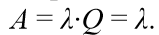 A = λ·Q = λ.